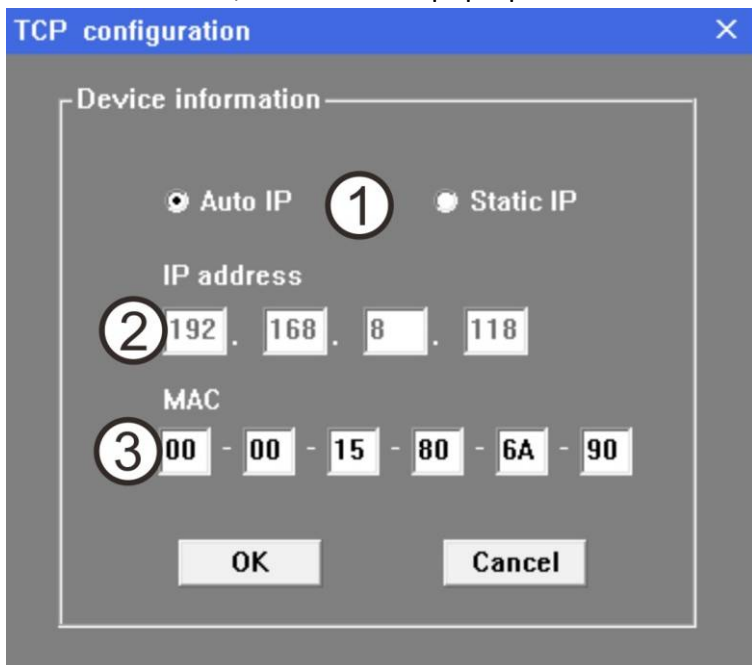 TCP configuration ×
Device information
Auto IP 1 Static IP
IP address
2 192 . 168 . 8 . 118
MAC
3 00 - 00 - 15 - 80 - 6A - 90
OK Cancel